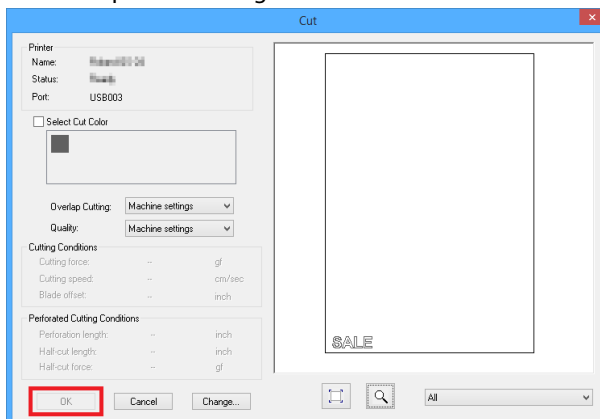 Cut
Printer
Name:
Status:
Port: USB003
Select Cut Color
Overlap Cutting: Machine settings
Quality: Machine settings
Cutting Conditions
Cutting force: -- gf
Cutting speed: -- cm/sec
Blade offset: -- inch
Perforated Cutting Conditions
Perforation length: -- inch
Half-cut length: -- inch
Half-cut force: -- gf
OK Cancel Change...
SALE
All